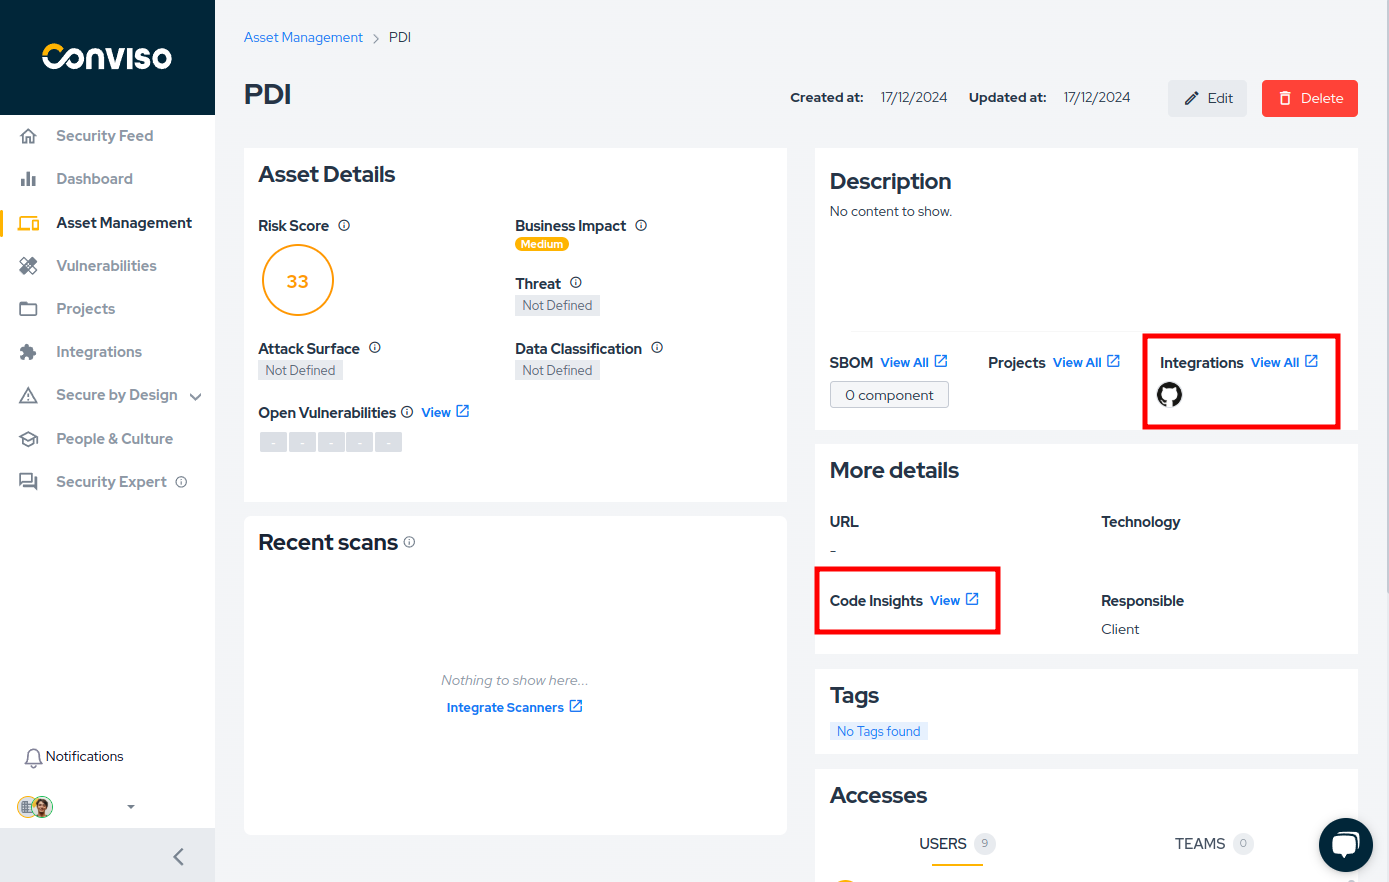 Conviso
Security Feed
Dashboard
Asset Management
Vulnerabilities
Projects
Integrations
Secure by Design
People & Culture
Security Expert
Notifications
Asset Management > PDI
PDI
Created at: 17/12/2024 Updated at: 17/12/2024 Edit Delete
Asset Details
Risk Score
33
Business Impact
Medium
Threat
Not Defined
Attack Surface
Not Defined
Data Classification
Not Defined
Open Vulnerabilities View
- - - - -
Recent scans
Nothing to show here...
Integrate Scanners
Description
No content to show.
SBOM View All
0 component
Projects View All
Integrations View All
More details
URL
-
Technology
Code Insights View
Responsible
Client
Tags
No Tags found
Accesses
USERS 9
TEAMS 0